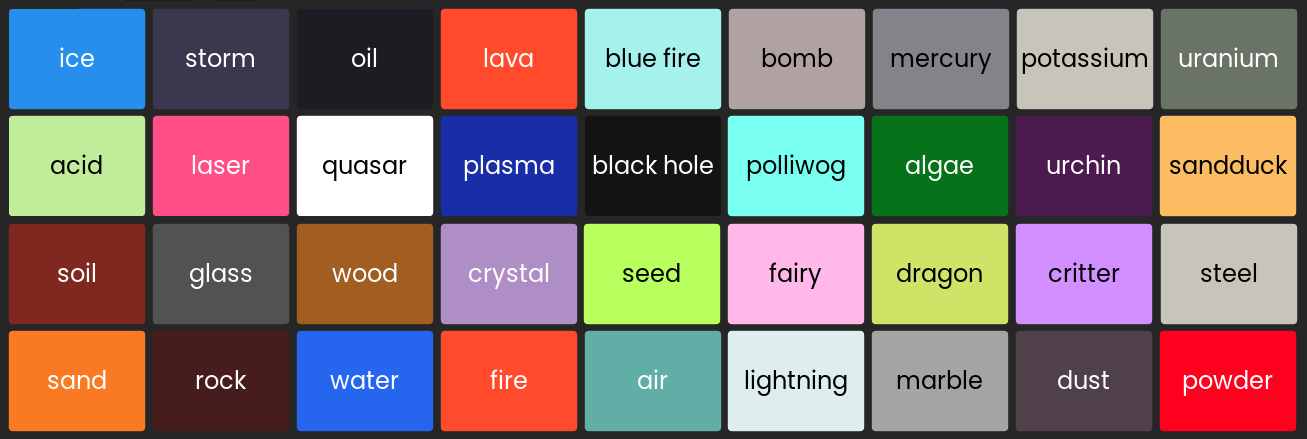 ice storm oil lava blue fire bomb mercury potassium uranium
acid laser quasar plasma black hole polliwog algae urchin sandduck
soil glass wood crystal seed fairy dragon critter steel
sand rock water fire air lightning marble dust powder